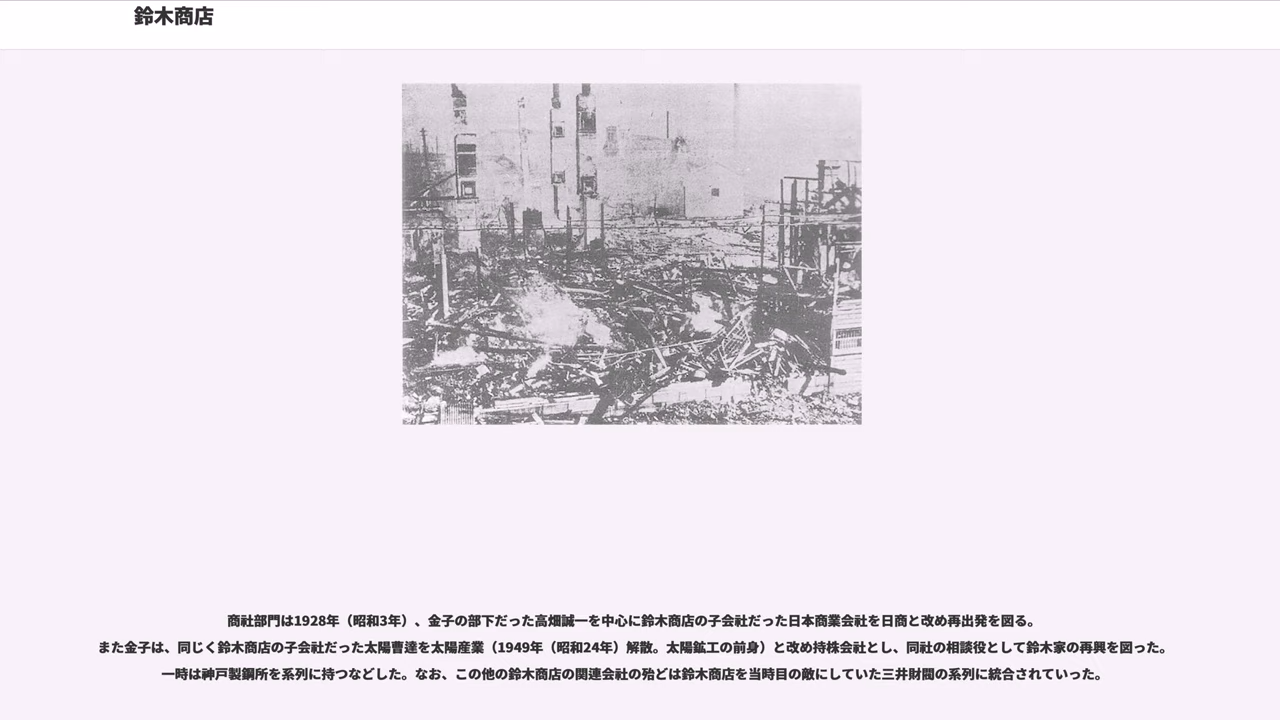 鈴木商店
商社部門は1928年（昭和3年）、金子の部下だった高畑誠一を中心に鈴木商店の子会社だった日本商業会社を日商と改め再出発を図る。
また金子は、同じく鈴木商店の子会社だった太陽曹達を太陽産業（1949年（昭和24年）解散。太陽鉱工の前身）と改め持株会社とし、同社の相談役として鈴木家の再興を図った。
一時は神戸製鋼所を系列に持つなどした。なお、この他の鈴木商店の関連会社の殆どは鈴木商店を当時目の敵にしていた三井財閥の系列に統合されていった。